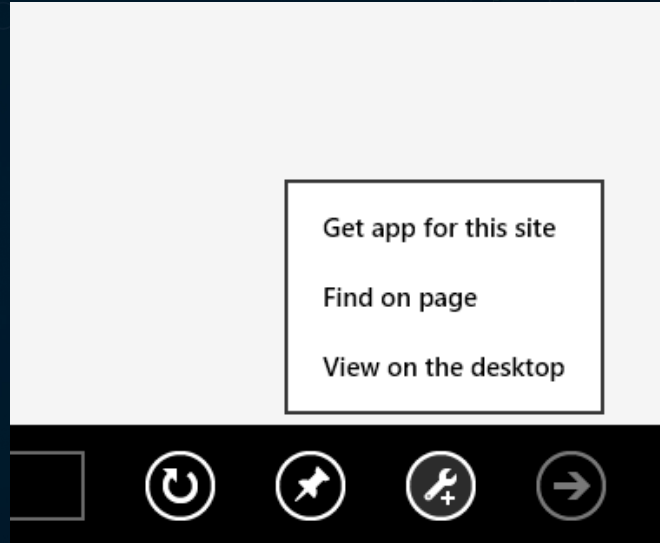 Get app for this site
Find on page
View on the desktop